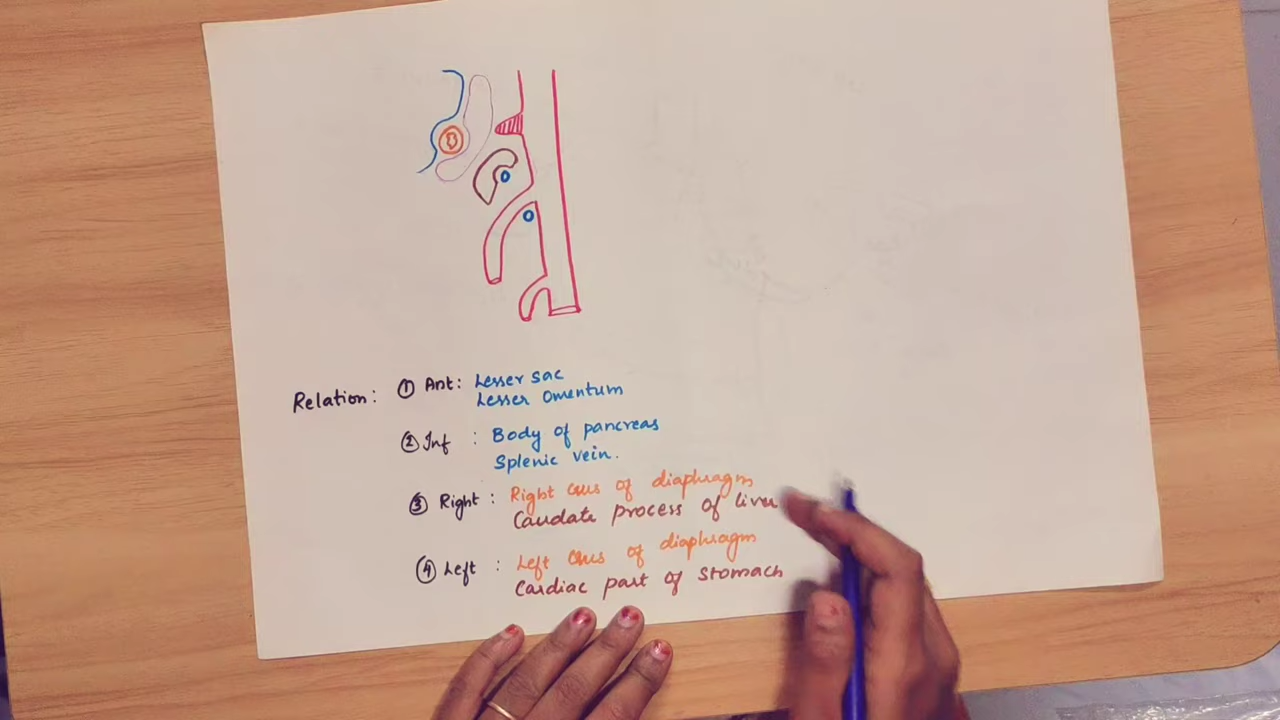 Relation: ① Ant: Lesser sac
Lesser Omentum
② Inf : Body of pancreas
Splenic vein.
③ Right: Right crus of diaphragm
Caudate process of liver
④ Left : Left crus of diaphragm
Cardiac part of stomach